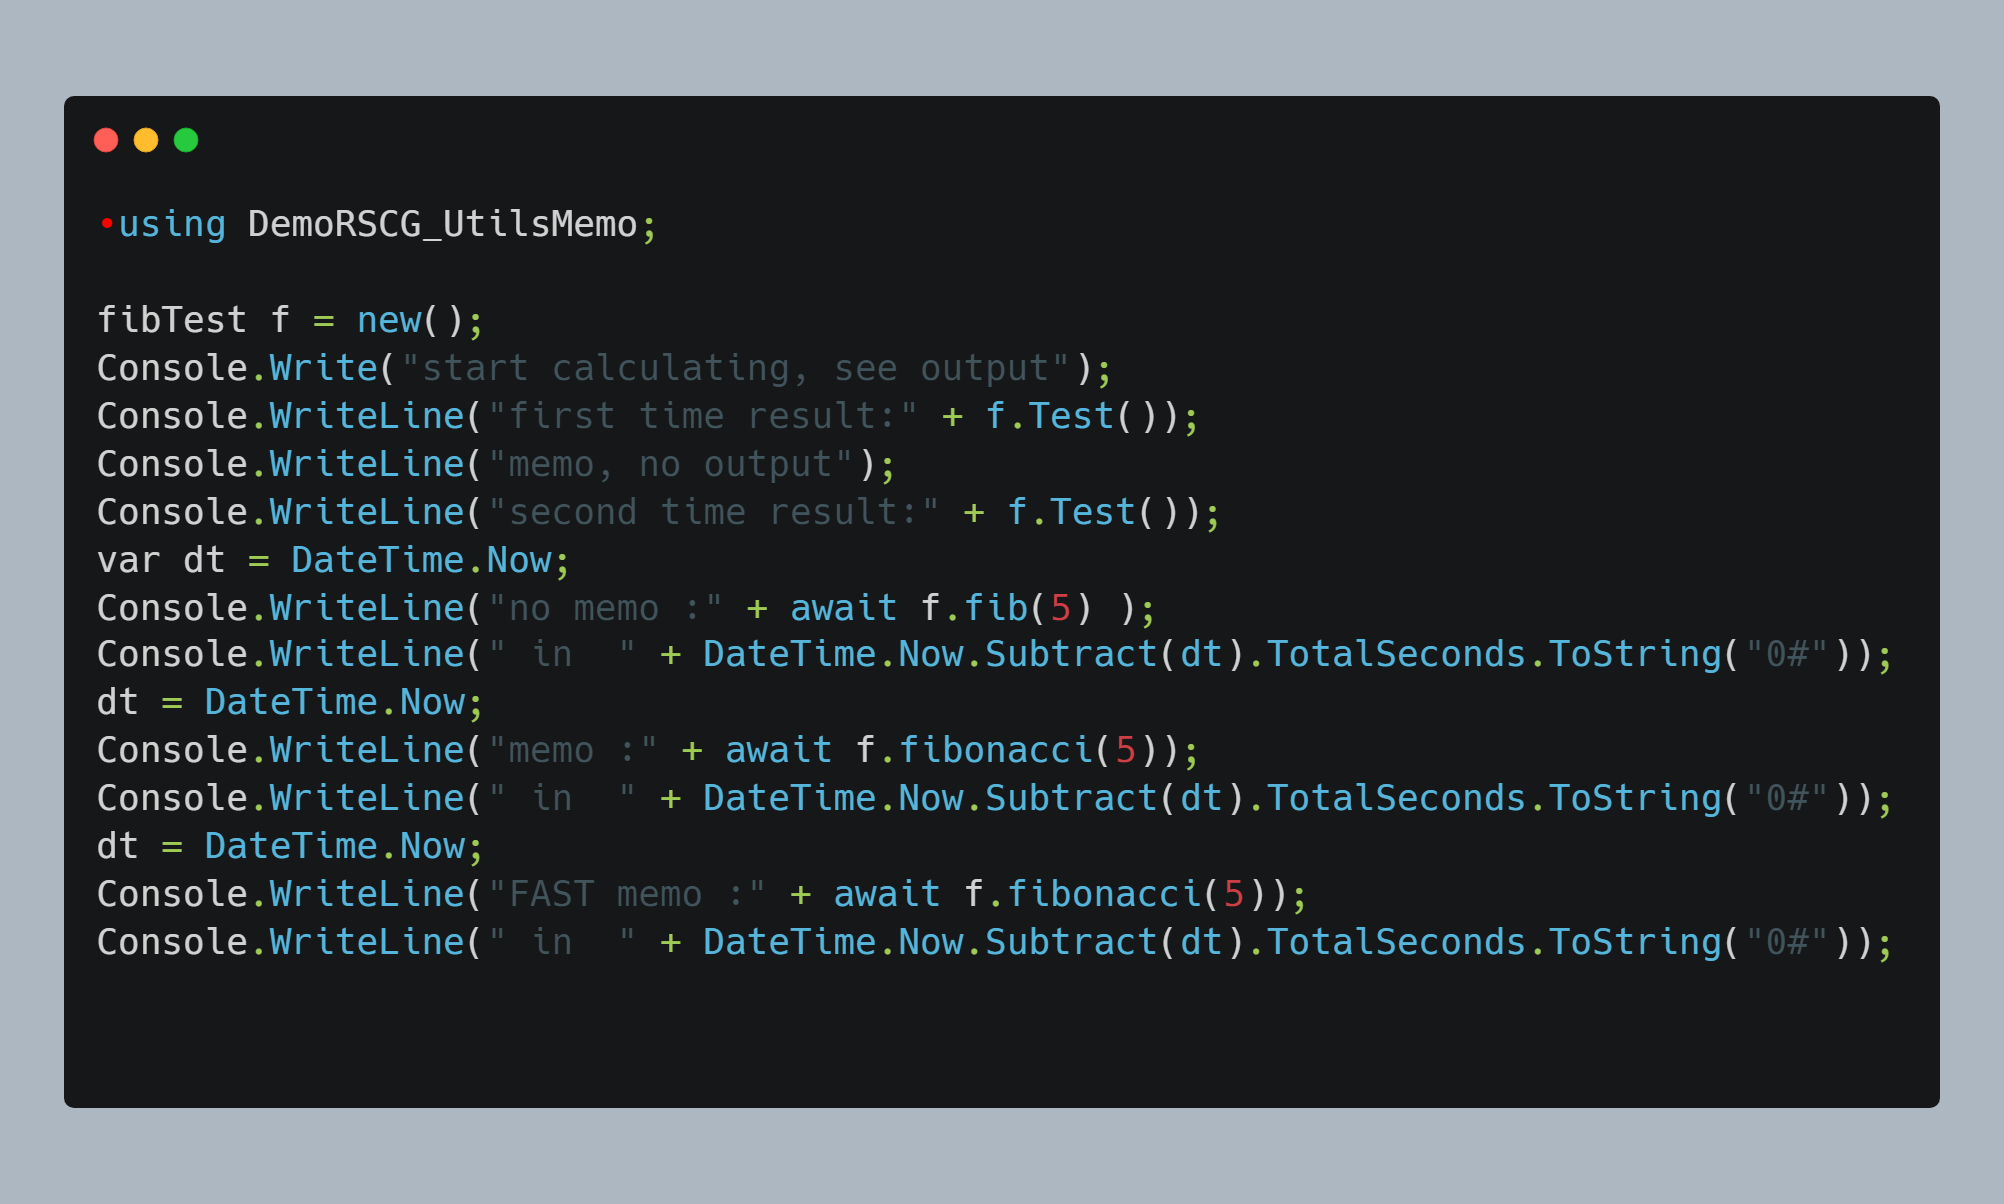 •using DemoRSCG_UtilsMemo;

fibTest f = new();
Console.Write("start calculating, see output");
Console.WriteLine("first time result:" + f.Test());
Console.WriteLine("memo, no output");
Console.WriteLine("second time result:" + f.Test());
var dt = DateTime.Now;
Console.WriteLine("no memo :" + await f.fib(5) );
Console.WriteLine(" in  " + DateTime.Now.Subtract(dt).TotalSeconds.ToString("0#"));
dt = DateTime.Now;
Console.WriteLine("memo :" + await f.fibonacci(5));
Console.WriteLine(" in  " + DateTime.Now.Subtract(dt).TotalSeconds.ToString("0#"));
dt = DateTime.Now;
Console.WriteLine("FAST memo :" + await f.fibonacci(5));
Console.WriteLine(" in  " + DateTime.Now.Subtract(dt).TotalSeconds.ToString("0#"));